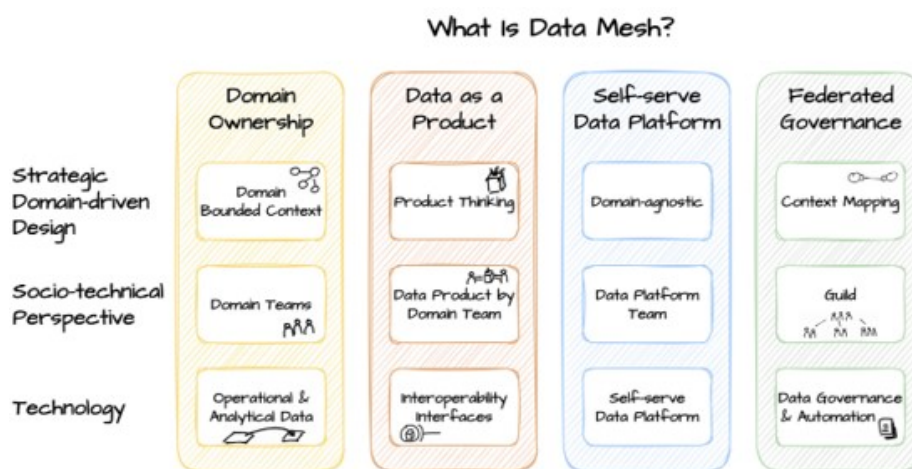 What Is Data Mesh?
Domain
Ownership
Data as a
Product
Self-serve
Data Platform
Federated
Governance
Strategic
Domain-driven
Design
Domain
Bounded Context
Product Thinking
Domain-agnostic
Context Mapping
Socio-technical
Perspective
Domain Teams
Data Product by
Domain Team
Data Platform
Team
Guild
Technology
Operational &
Analytical Data
Interoperability
Interfaces
Self-serve
Data Platform
Data Governance
& Automation